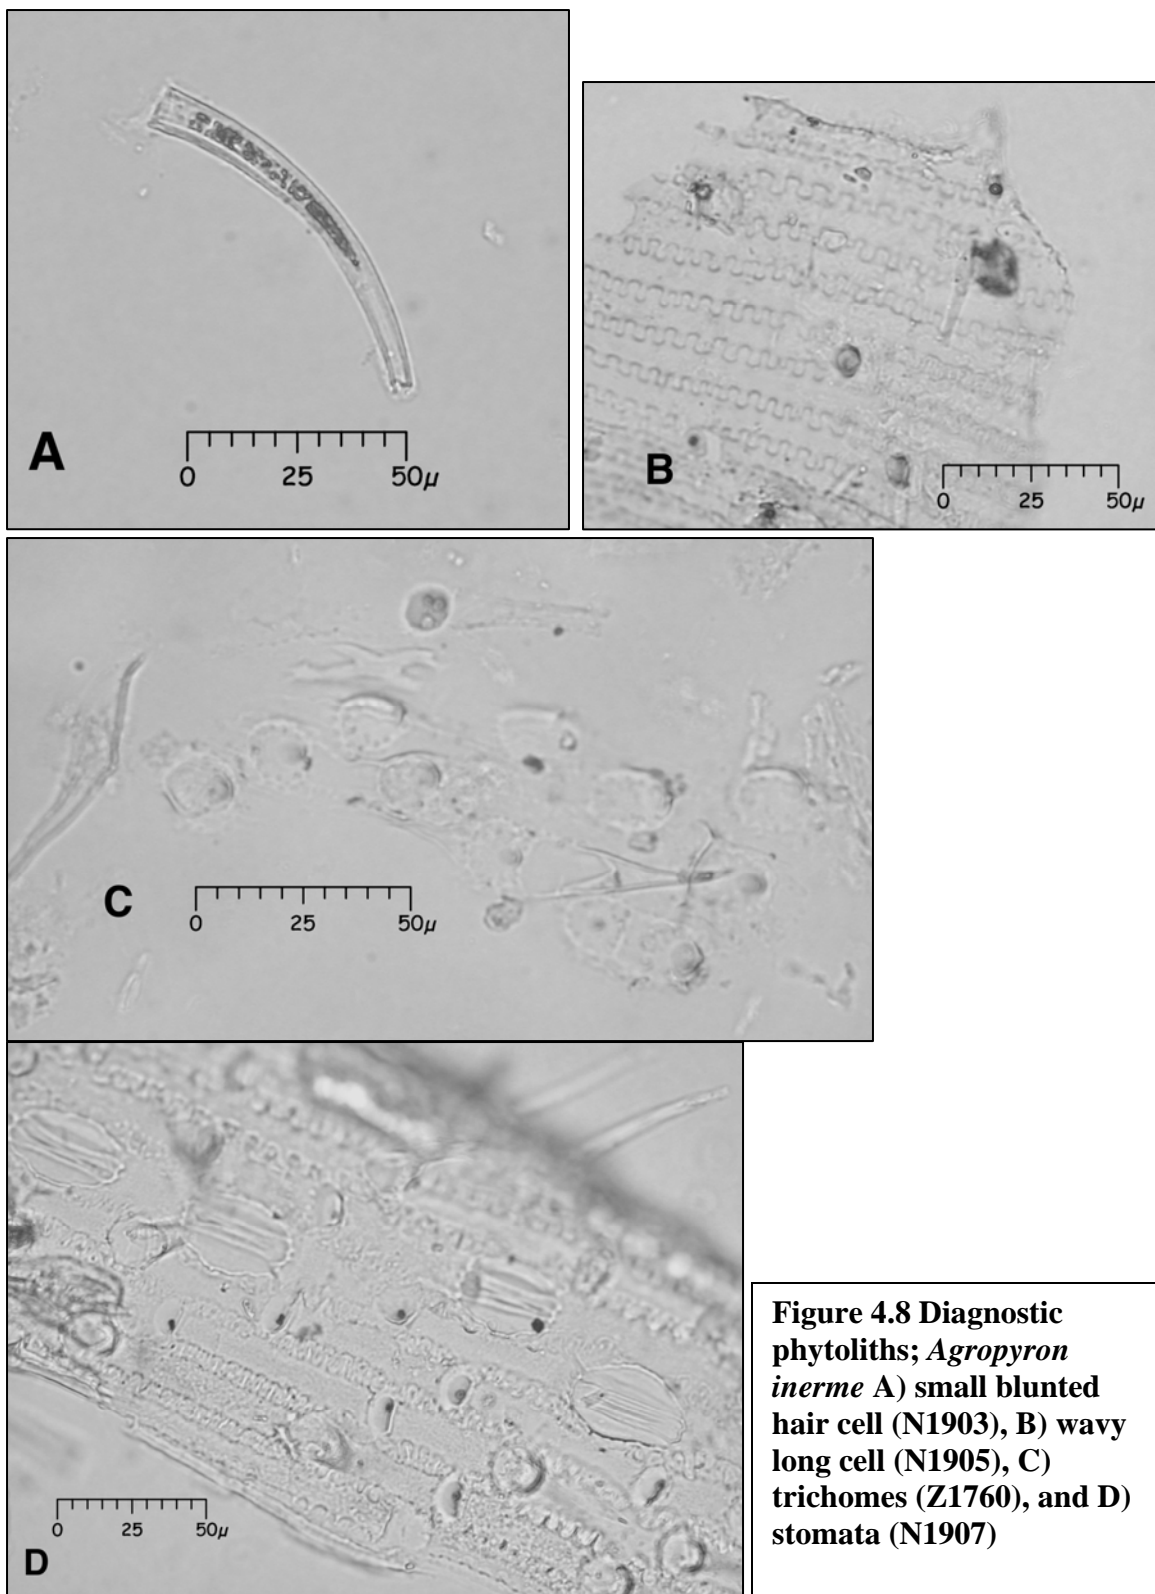 A
0 25 50µ
B
0 25 50µ
C
0 25 50µ
D
0 25 50µ
Figure 4.8 Diagnostic
phytoliths; Agropyron
inerme A) small blunted
hair cell (N1903), B) wavy
long cell (N1905), C)
trichomes (Z1760), and D)
stomata (N1907)